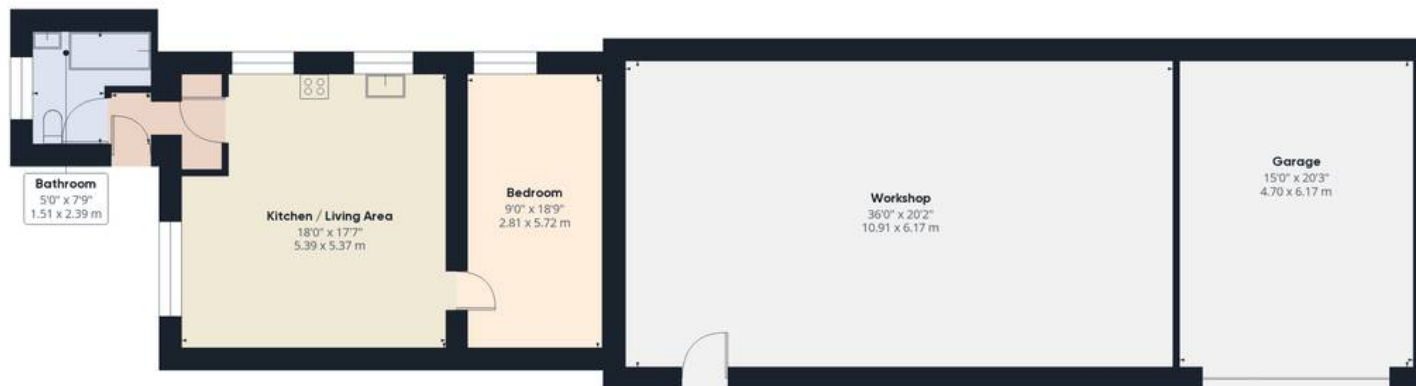 Bathroom
5'0" x 7'9"
1.51 x 2.39 m
Kitchen / Living Area
18'0" x 17'7"
5.39 x 5.37 m
Bedroom
9'0" x 18'9"
2.81 x 5.72 m
Workshop
36'0" x 20'2"
10.91 x 6.17 m
Garage
15'0" x 20'3"
4.70 x 6.17 m